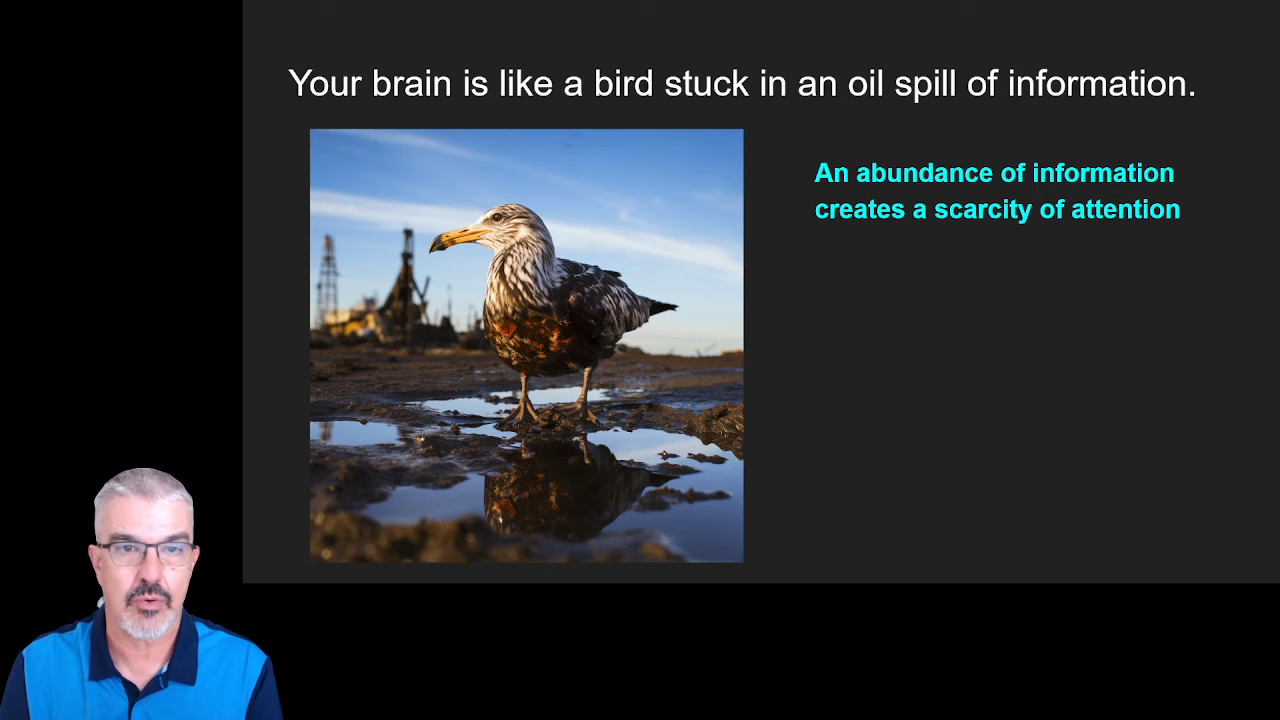 Your brain is like a bird stuck in an oil spill of information.
An abundance of information
creates a scarcity of attention